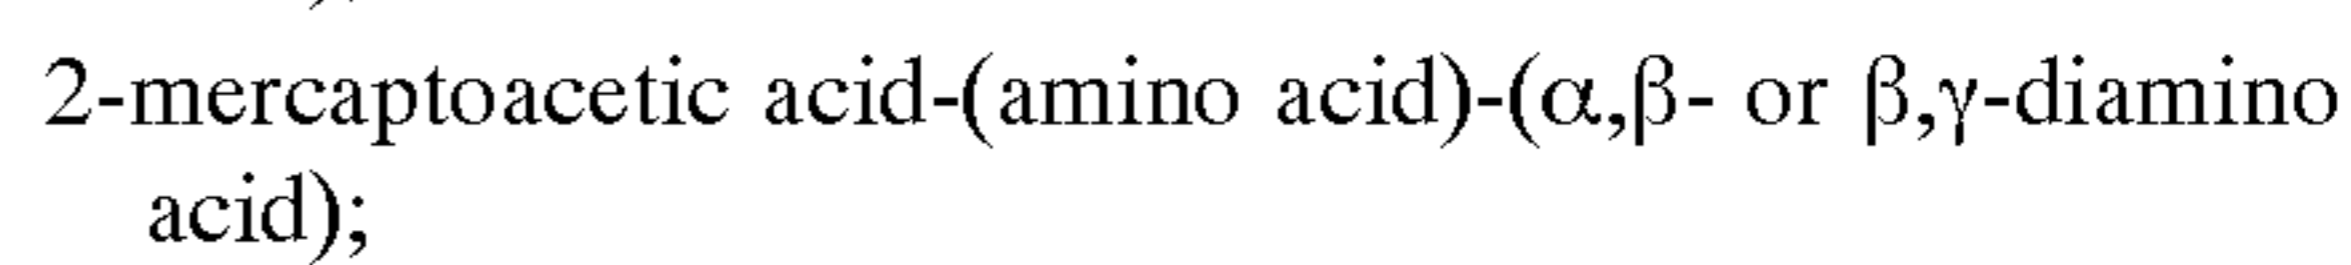 2-mercaptoacetic acid-(amino acid)-(α,β- or β,γ-diamino
acid);